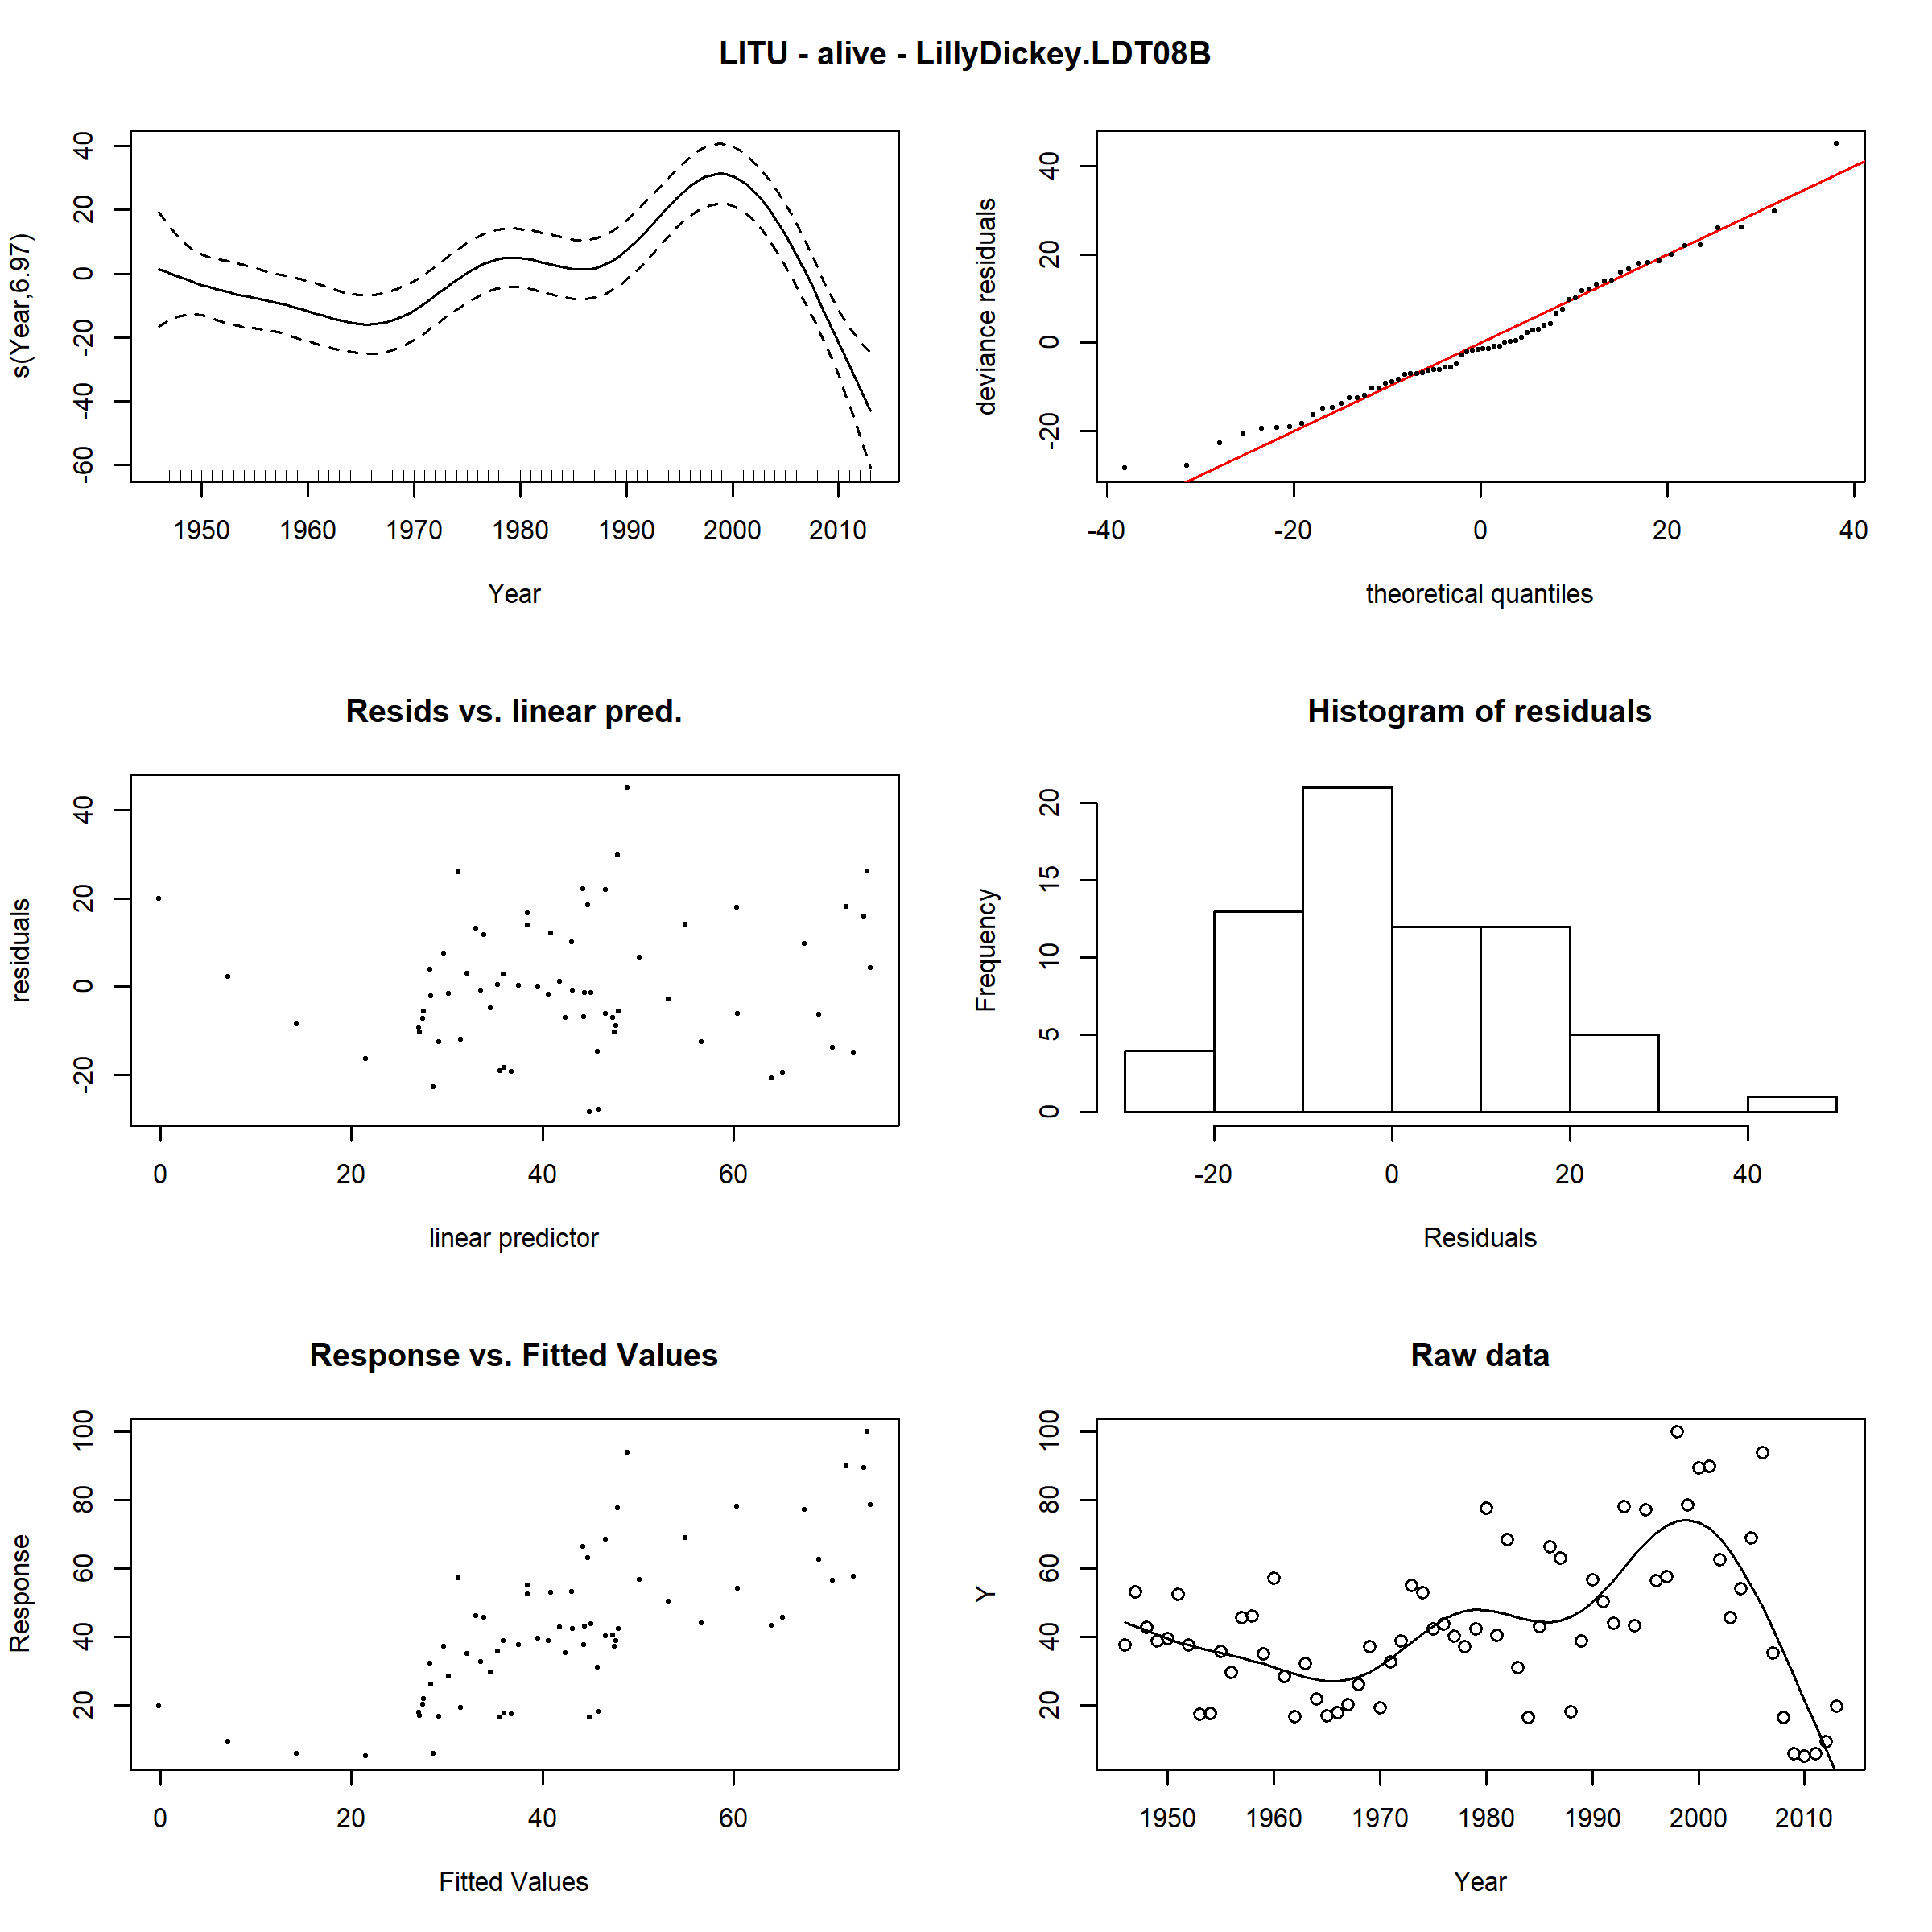 LITU - alive - LillyDickey.LDT08B
s(Year,6.97)
-60 -40 -20 0 20 40
1950 1960 1970 1980 1990 2000 2010
Year
deviance residuals
-20 0 20 40
-40 -20 0 20 40
theoretical quantiles
Resids vs. linear pred.
residuals
-20 0 20 40
0 20 40 60
linear predictor
Histogram of residuals
Frequency
0 5 10 15 20
-20 0 20 40
Residuals
Response vs. Fitted Values
Response
20 40 60 80 100
0 20 40 60
Fitted Values
Raw data
Y
20 40 60 80 100
1950 1960 1970 1980 1990 2000 2010
Year